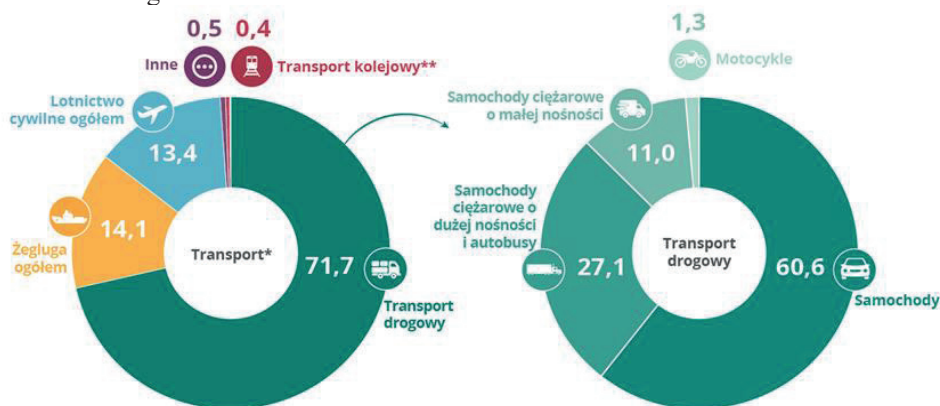 0,5
0,4
Inne
Transport kolejowy**
Lotnictwo
cywilne ogółem
13,4
14,1
Żegluga
ogółem
Transport*
71,7
Transport
drogowy
1,3
Motocykle
Samochody ciężarowe
o małej nośności
11,0
Samochody
ciężarowe o
dużej nośności
i autobusy
27,1
Transport
drogowy
60,6
Samochody